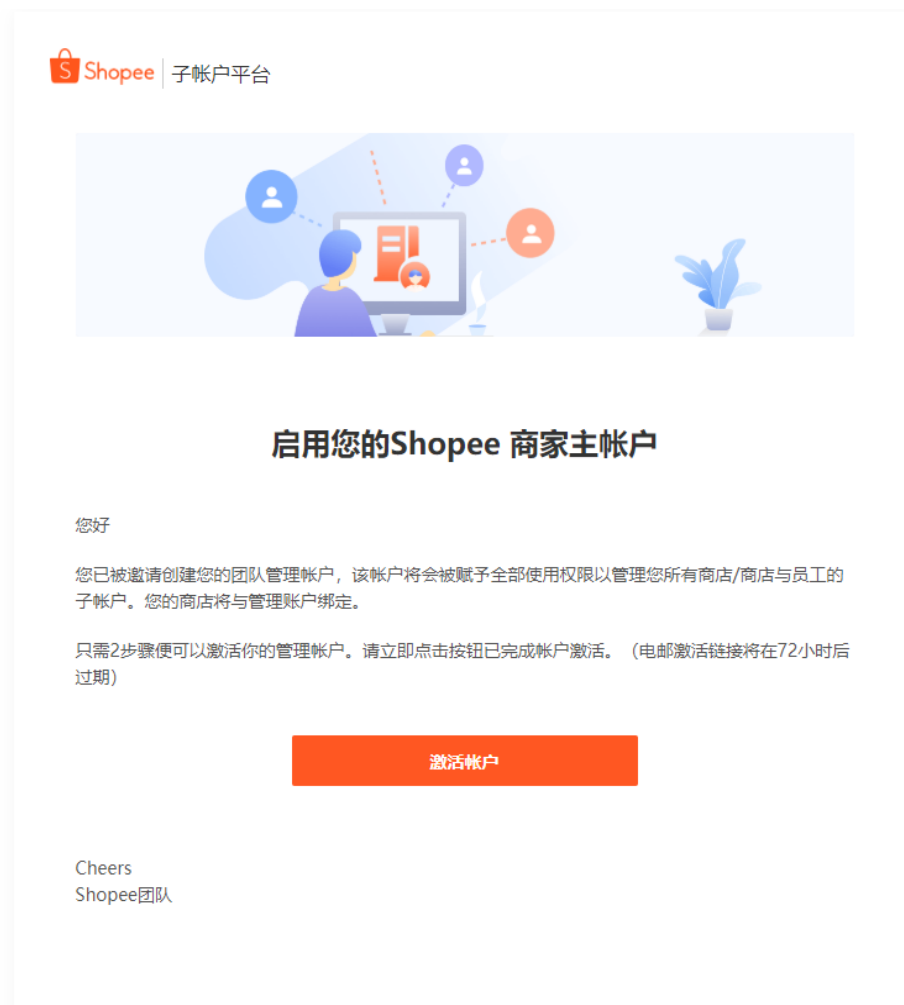 Shopee 子帐户平台
启用您的Shopee 商家主帐户
您好
您已被邀请创建您的团队管理帐户，该帐户将会被赋予全部使用权限以管理您所有商店/商店与员工的
子帐户。您的商店将与管理账户绑定。
只需2步骤便可以激活你的管理帐户。请立即点击按钮已完成帐户激活。（电邮激活链接将在72小时后
过期）
激活帐户
Cheers
Shopee团队